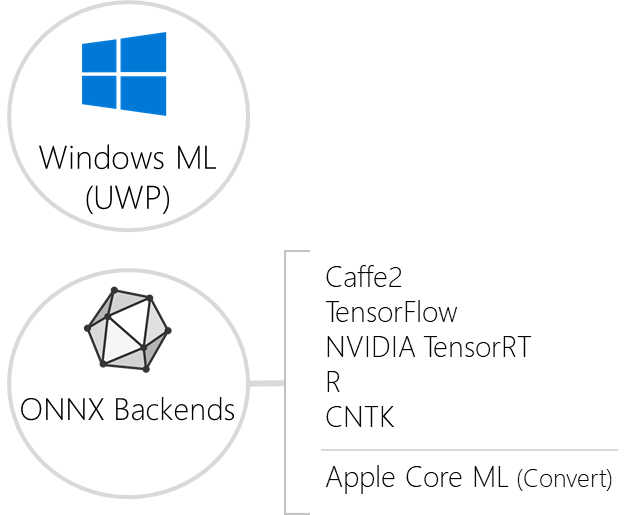 Windows ML
(UWP)
ONNX Backends
Caffe2
TensorFlow
NVIDIA TensorRT
R
CNTK
Apple Core ML (Convert)